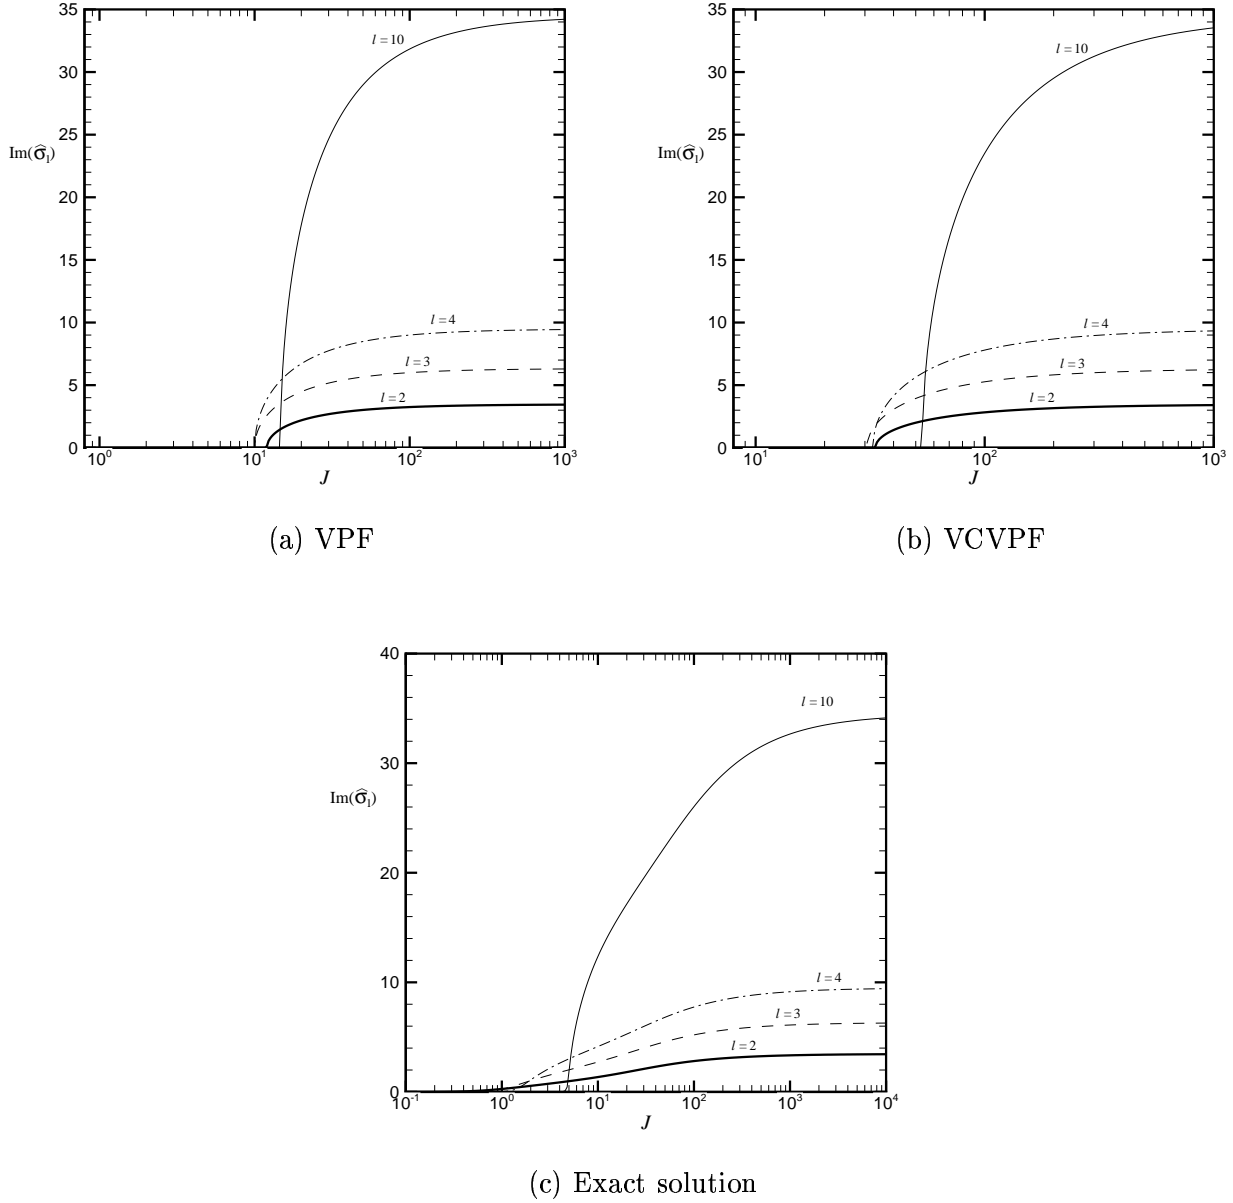 35
30
25
20
15
10
5
0
Im(σ̂ₗ)
l = 10
l = 4
l = 3
l = 2
10⁰
10¹
10²
10³
J
(a) VPF
35
30
25
20
15
10
5
0
Im(σ̂ₗ)
l = 10
l = 4
l = 3
l = 2
10¹
10²
10³
J
(b) VCVPF
40
30
20
10
0
Im(σ̂ₗ)
l = 10
l = 4
l = 3
l = 2
10⁻¹
10⁰
10¹
10²
10³
10⁴
J
(c) Exact solution